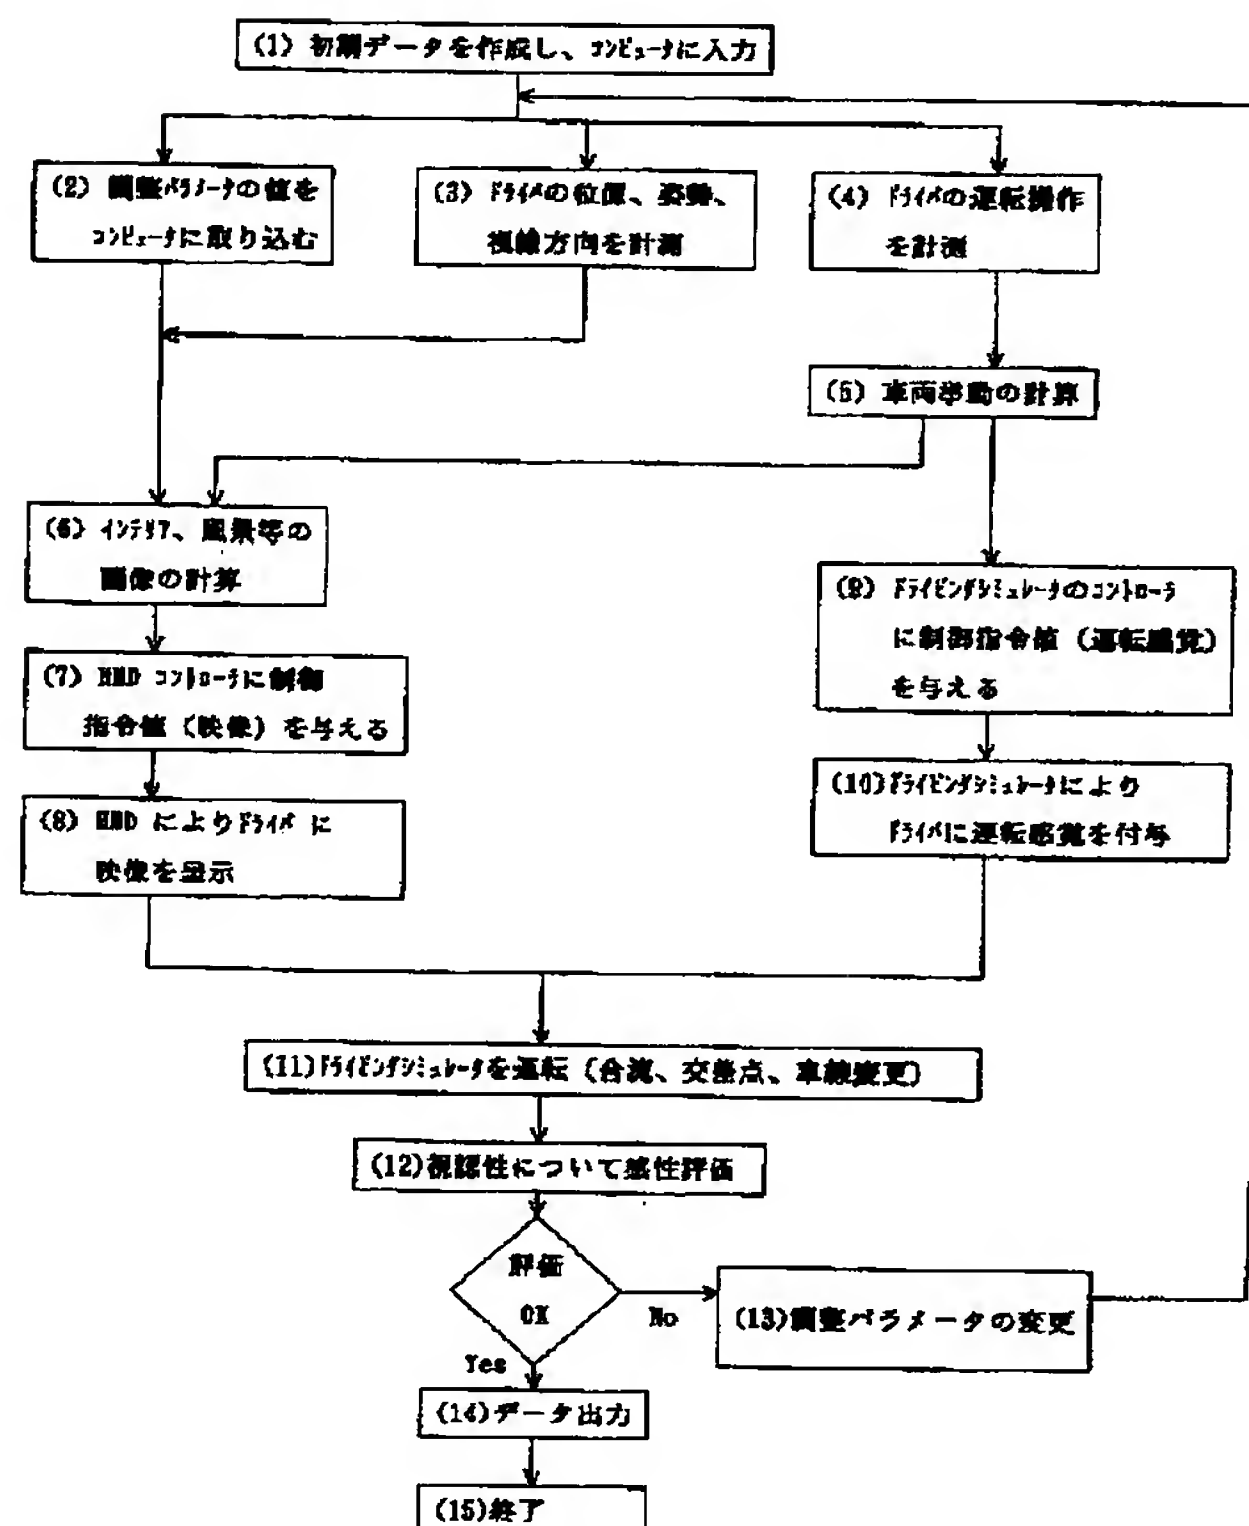 (1) 初期データを作成し、コンピュータに入力
(2) 調整パラメータの値を
コンピュータに取り込む
(3) ドライバの位置、姿勢、
視線方向を計測
(4) ドライバの運転操作
を計測
(5) 車両挙動の計算
(6) インテリア、風景等の
画像の計算
(7) HMD コントローラに制御
指令値（映像）を与える
(8) HMD によりドライバに
映像を呈示
(9) ドライビングシミュレータのコントローラ
に制御指令値（運転感覚）
を与える
(10)ドライビングシミュレータにより
ドライバに運転感覚を付与
(11)ドライビングシミュレータを運転（合流、交差点、車線変更）
(12)視認性について感性評価
評価
OK
No
Yes
(13)調整パラメータの変更
(14)データ出力
(15)終了